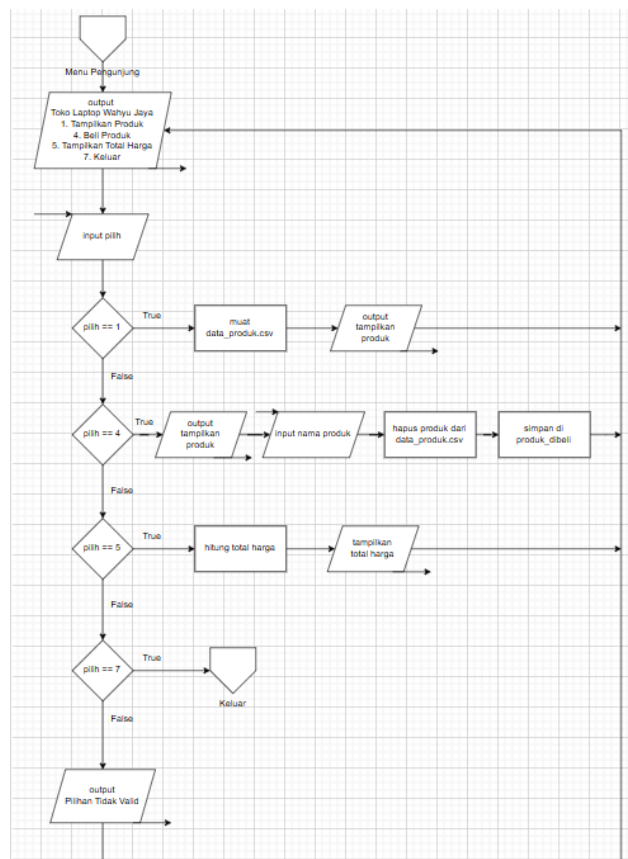 Menu Pengunjung
output
Toko Laptop Wahyu Jaya
1. Tampilkan Produk
4. Beli Produk
5. Tampilkan Total Harga
7. Keluar
input pilih
pilih == 1
True
muat
data_produk.csv
output
tampilkan
produk
False
pilih == 4
True
output
tampilkan
produk
input nama produk
hapus produk dari
data_produk.csv
simpan di
produk_dibeli
False
pilih == 5
True
hitung total harga
tampilkan
total harga
False
pilih == 7
True
Keluar
False
output
Pilihan Tidak Valid